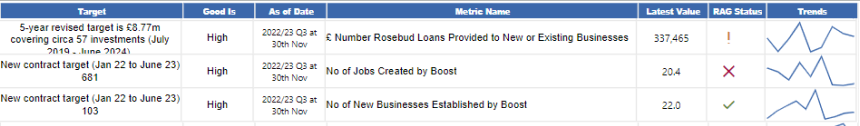 Target Good Is As of Date Metric Name Latest Value RAG Status Trends
5-year revised target is £8.77m
covering circa 57 investments (July
2019 - June 2024)
High
2022/23 Q3 at
30th Nov
£ Number Rosebud Loans Provided to New or Existing Businesses
337,465
!
New contract target (Jan 22 to June 23)
681
High
2022/23 Q3 at
30th Nov
No of Jobs Created by Boost
20.4
New contract target (Jan 22 to June 23)
103
High
2022/23 Q3 at
30th Nov
No of New Businesses Established by Boost
22.0